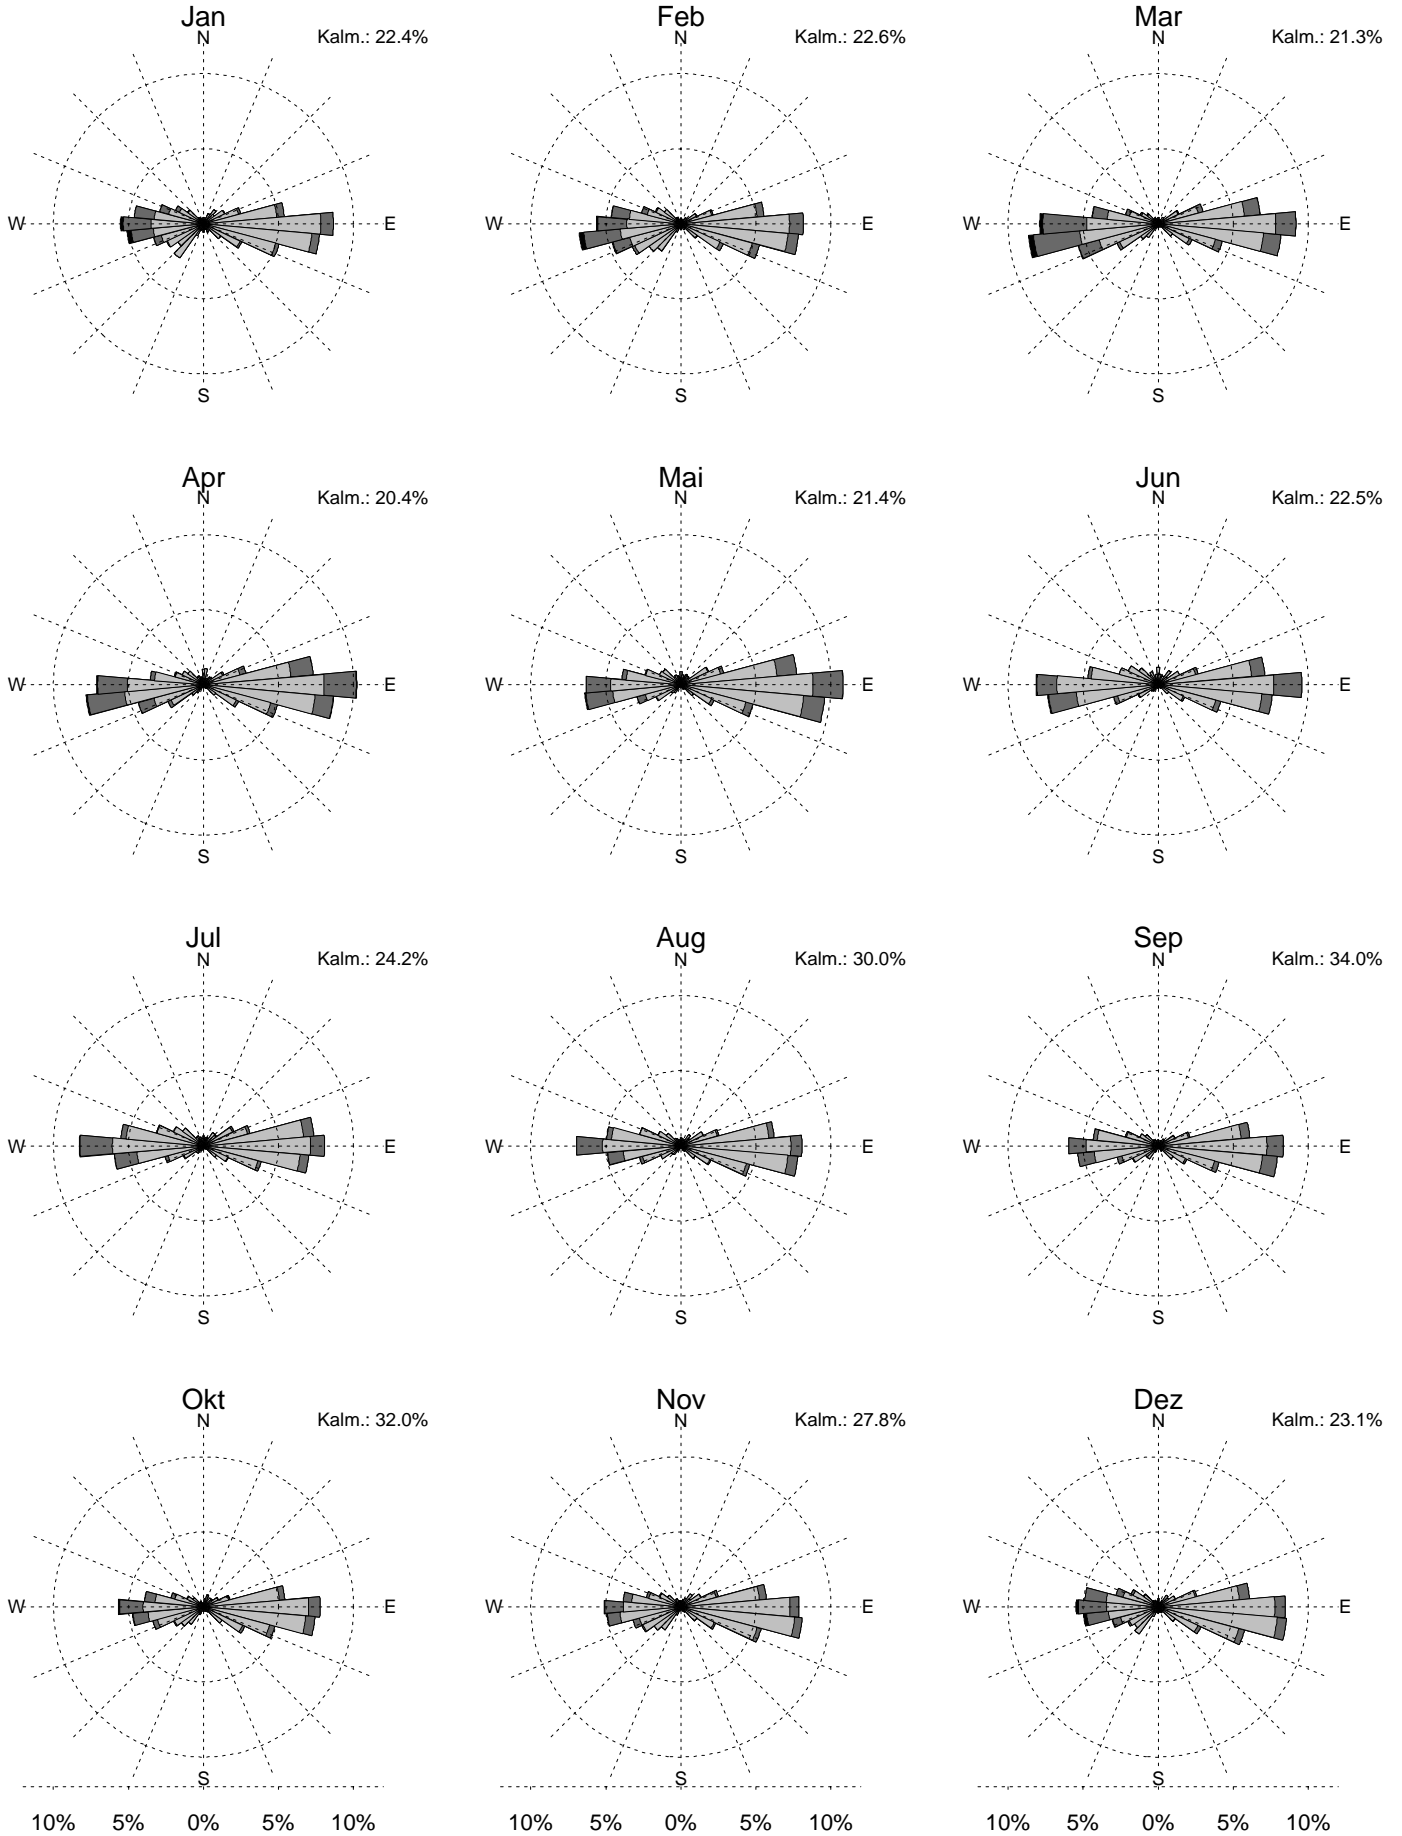 Jan Feb Mar
N Kalm.: 22.4% N Kalm.: 22.6% N Kalm.: 21.3%
W E W E W E
S S S
Apr Mai Jun
N Kalm.: 20.4% N Kalm.: 21.4% N Kalm.: 22.5%
W E W E W E
S S S
Jul Aug Sep
N Kalm.: 24.2% N Kalm.: 30.0% N Kalm.: 34.0%
W E W E W E
S S S
Okt Nov Dez
N Kalm.: 32.0% N Kalm.: 27.8% N Kalm.: 23.1%
W E W E W E
S S S
10% 5% 0% 5% 10% 10% 5% 0% 5% 10% 10% 5% 0% 5% 10%